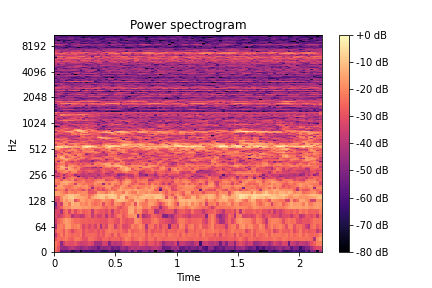 Power spectrogram
Hz
8192
4096
2048
1024
512
256
128
64
0
0
0.5
1
1.5
2
Time
+0 dB
-10 dB
-20 dB
-30 dB
-40 dB
-50 dB
-60 dB
-70 dB
-80 dB